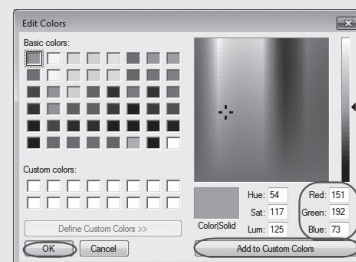 Edit Colors
Basic colors:
Custom colors:
Define Custom Colors >>
OK
Cancel
Color|Solid
Hue: 54
Sat: 117
Lum: 125
Red: 151
Green: 192
Blue: 73
Add to Custom Colors